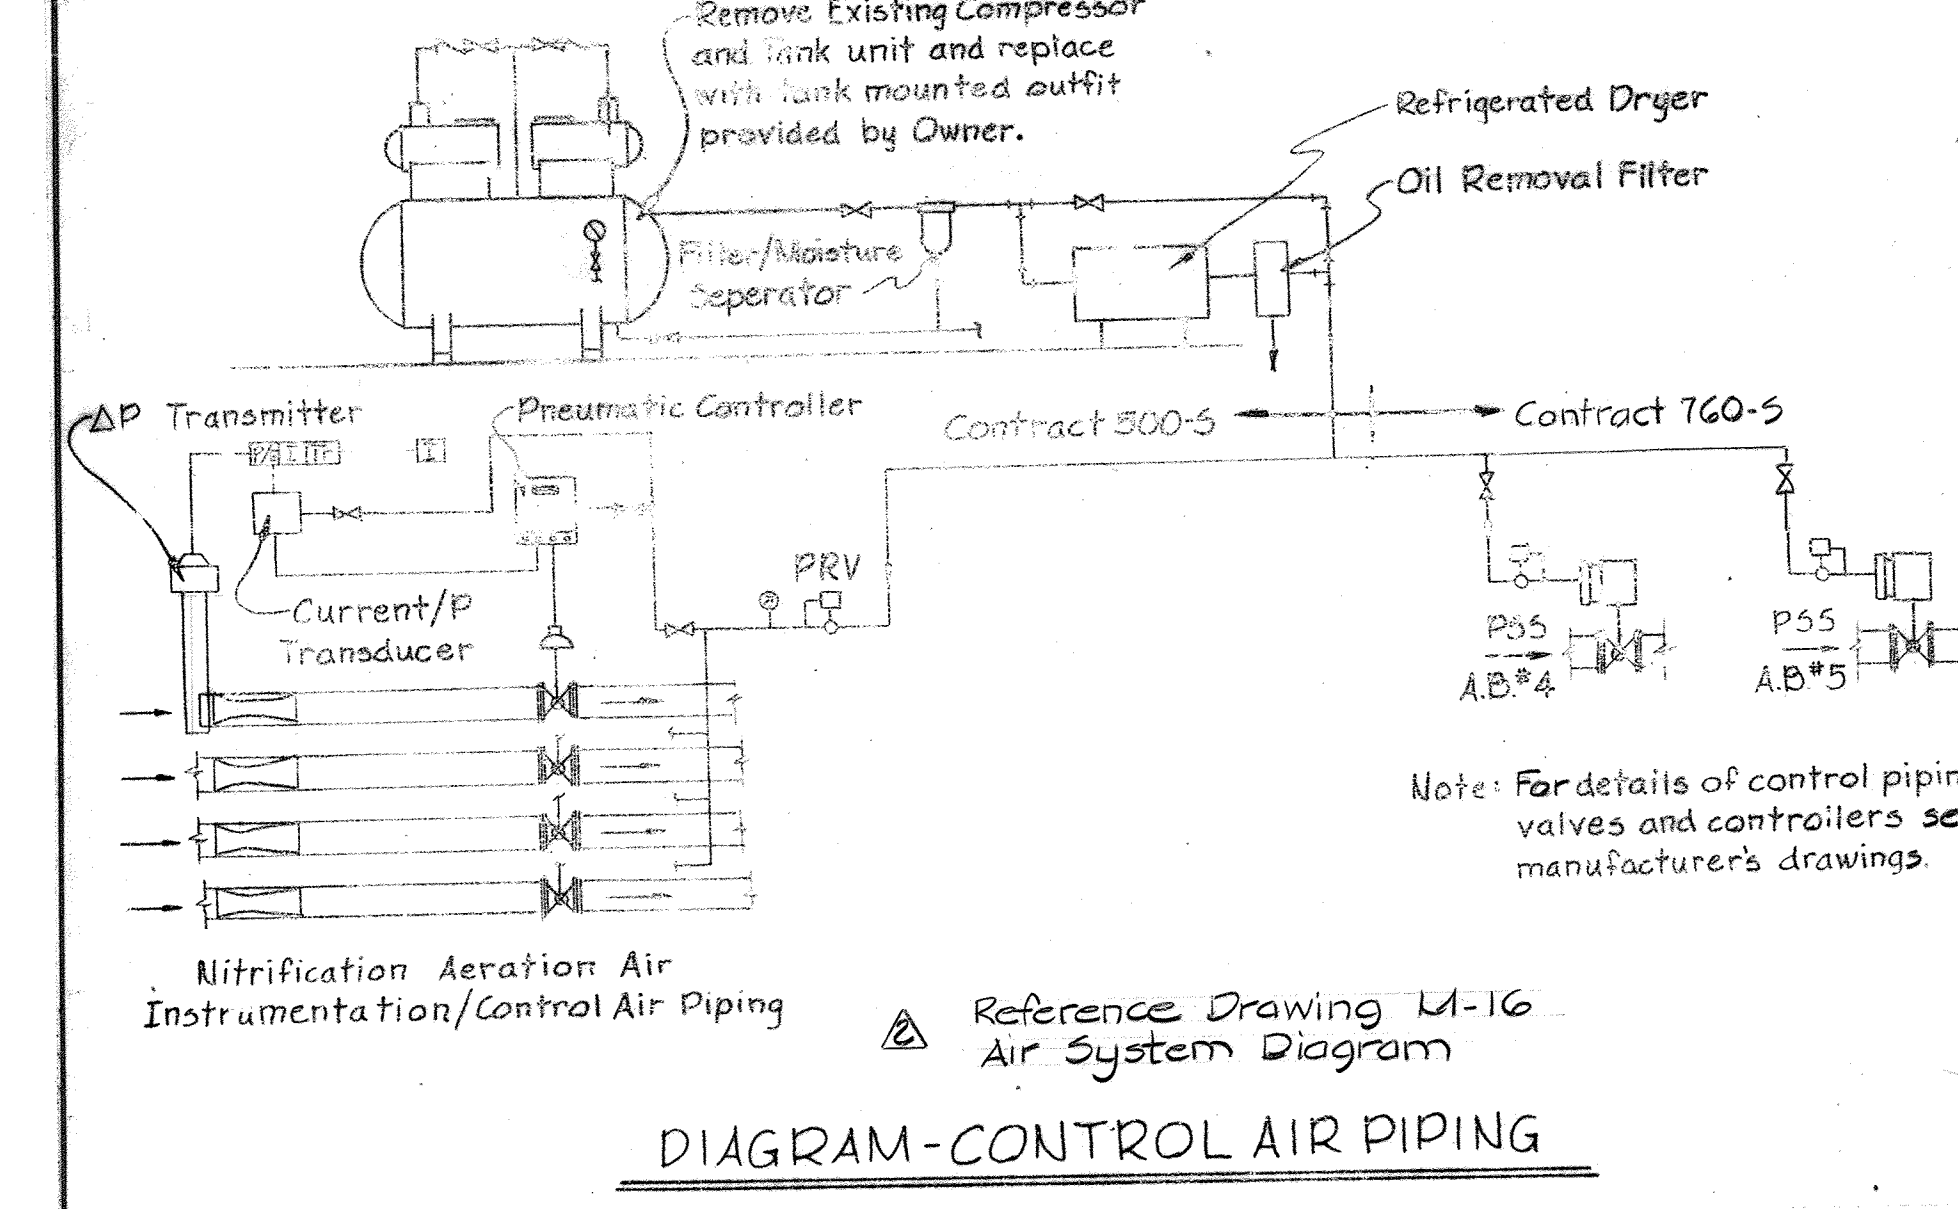 Remove Existing Compressor
and Tank unit and replace
with tank mounted outfit
provided by Owner.
Refrigerated Dryer
Oil Removal Filter
Filter/Moisture
Seperator
ΔP Transmitter
Pneumatic Controller
Contract 500-S
Contract 760-S
I
PRV
Current/P
Transducer
PSS
A.B.#4
PSS
A.B.#5
Note: For details of control pipin
valves and controllers se
manufacturer's drawings.
Nitrification Aeration Air
Instrumentation/Control Air Piping
2
Reference Drawing M-16
Air System Diagram
DIAGRAM-CONTROL AIR PIPING